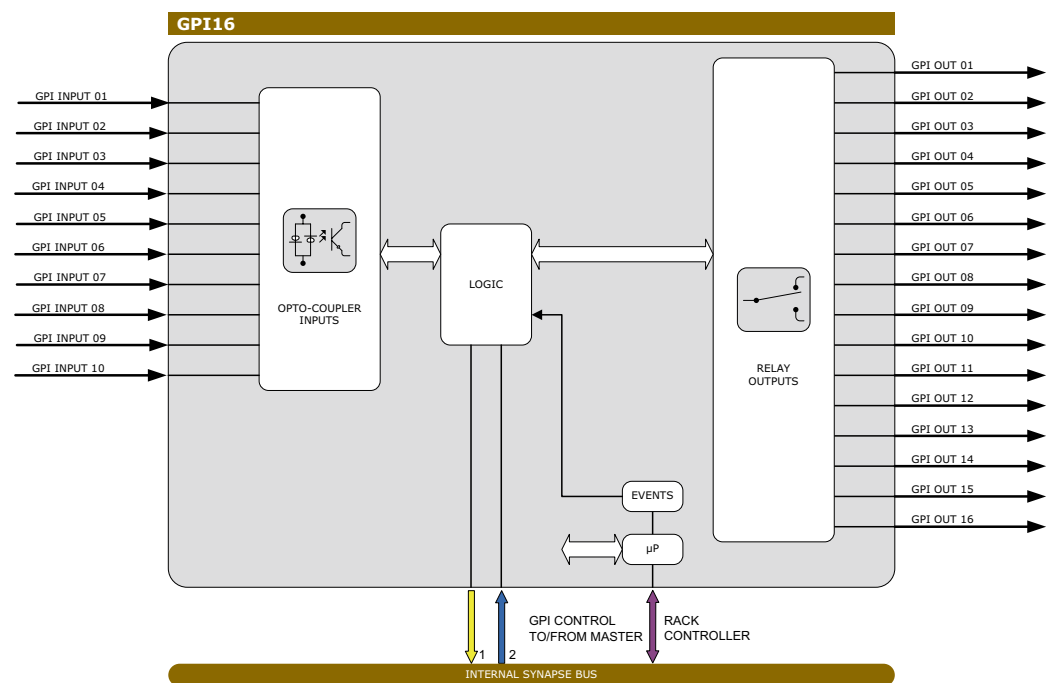 GPI16
GPI INPUT 01
GPI INPUT 02
GPI INPUT 03
GPI INPUT 04
GPI INPUT 05
GPI INPUT 06
GPI INPUT 07
GPI INPUT 08
GPI INPUT 09
GPI INPUT 10
OPTO-COUPLER
INPUTS
LOGIC
EVENTS
µP
RELAY
OUTPUTS
GPI OUT 01
GPI OUT 02
GPI OUT 03
GPI OUT 04
GPI OUT 05
GPI OUT 06
GPI OUT 07
GPI OUT 08
GPI OUT 09
GPI OUT 10
GPI OUT 11
GPI OUT 12
GPI OUT 13
GPI OUT 14
GPI OUT 15
GPI OUT 16
1
2
GPI CONTROL
TO/FROM MASTER
RACK
CONTROLLER
INTERNAL SYNAPSE BUS